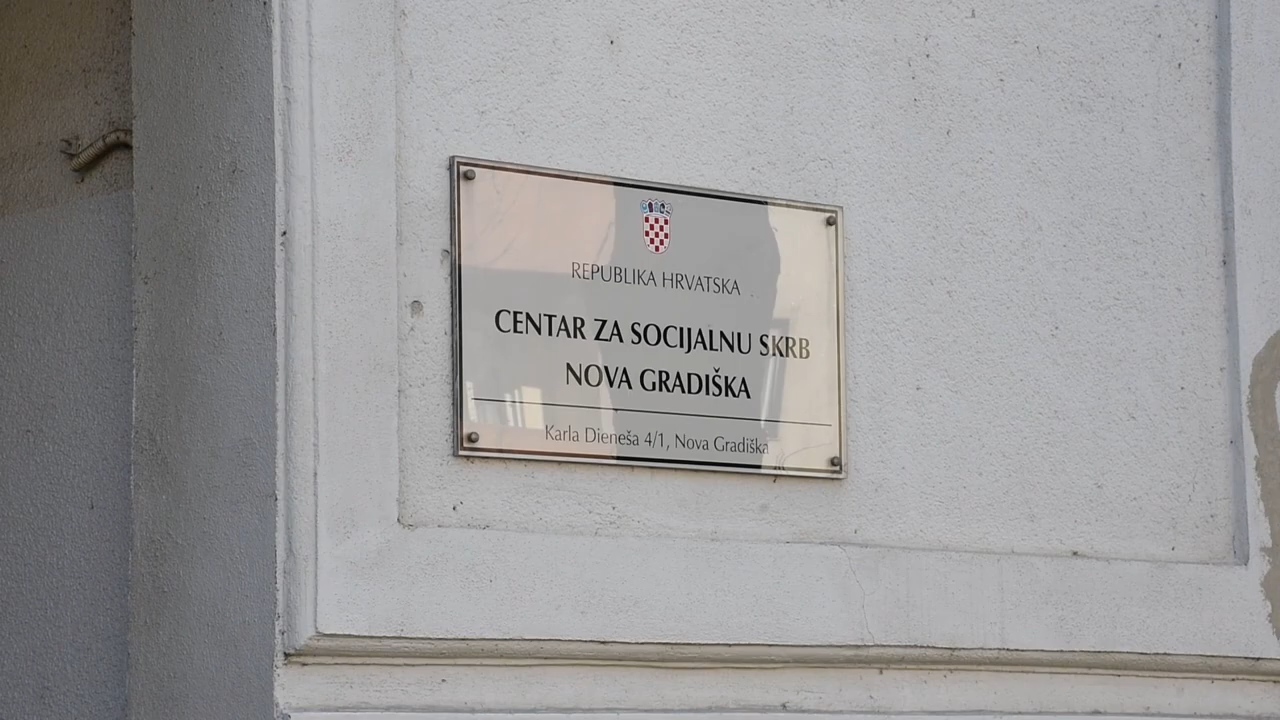 REPUBLIKA HRVATSKA
CENTAR ZA SOCIJALNU SKRB
NOVA GRADIŠKA
Karla Dieneša 4/1, Nova Gradiška